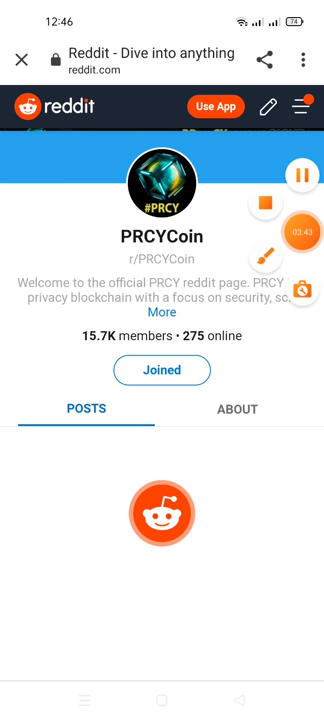 12:46
74
Reddit - Dive into anything
reddit.com
reddit
Use App
#PRCY
PRCYCoin
r/PRCYCoin
Welcome to the official PRCY reddit page. PRCY
privacy blockchain with a focus on security,
More
15.7K members • 275 online
Joined
POSTS
ABOUT
03:43